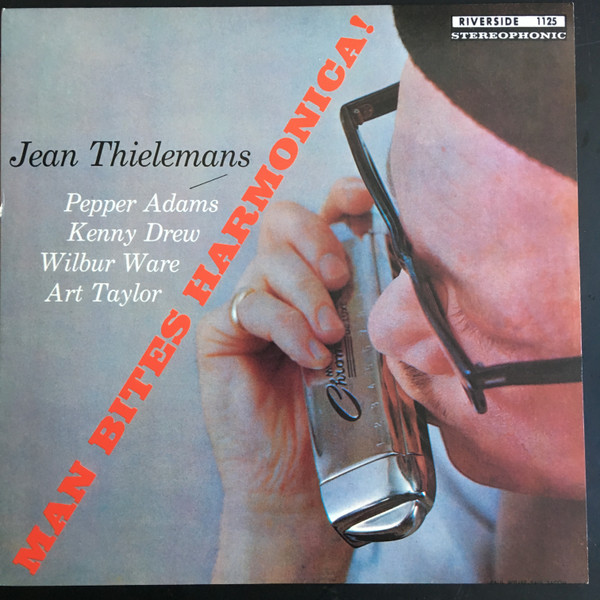 RIVERSIDE 1125
STEREOPHONIC
MAN BITES HARMONICA!
Jean Thielemans
Pepper Adams
Kenny Drew
Wilbur Ware
Art Taylor